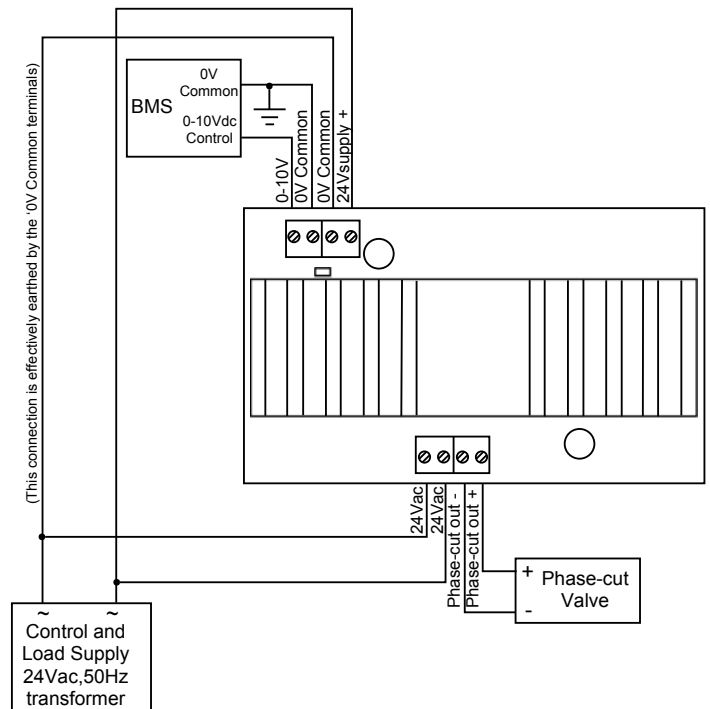 (This connection is effectively earthed by the ‘0V Common terminals)
BMS
0V
Common
0-10Vdc
Control
0-10V
0V Common
0V Common
24Vsupply +
24Vac
24Vac
Phase-cut out -
Phase-cut out +
+
-
Phase-cut
Valve
~
~
Control and
Load Supply
24Vac,50Hz
transformer